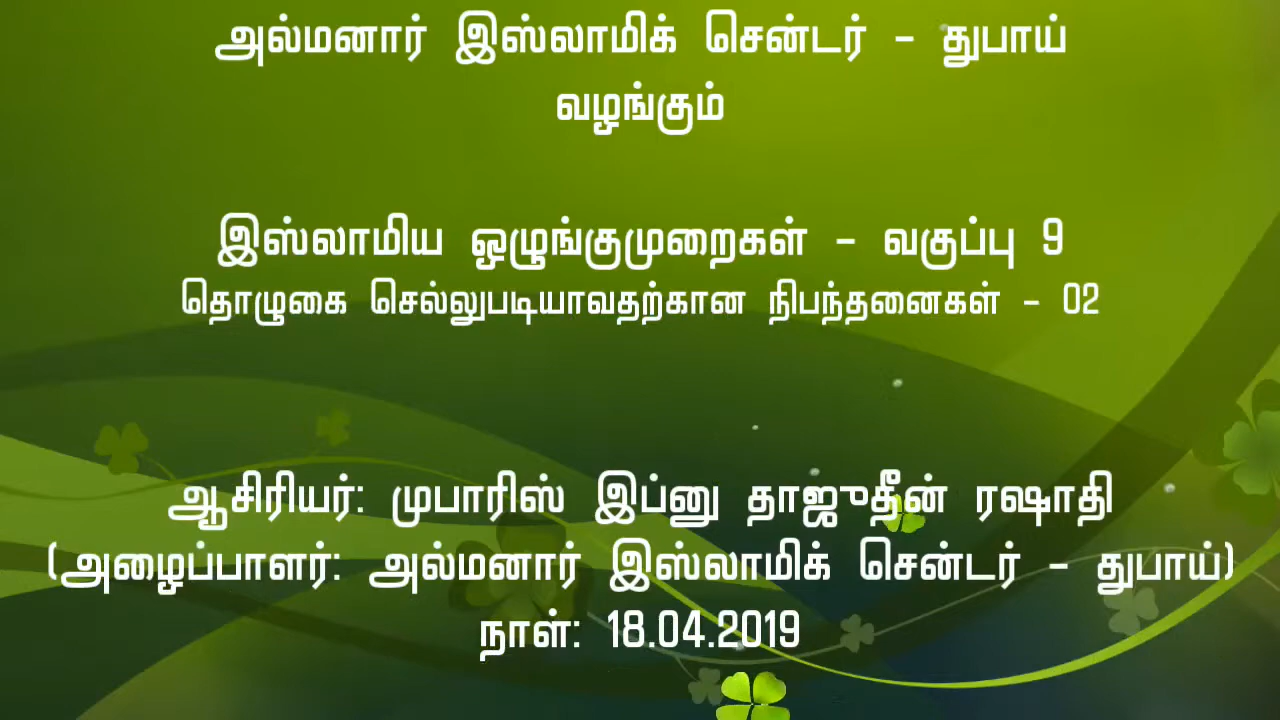 அல்மனார் இஸ்லாமிக் சென்டர் - துபாய்
வழங்கும்
இஸ்லாமிய ஒழுங்குமுறைகள் - வகுப்பு 9
தொழுகை செல்லுபடியாவதற்கான நிபந்தனைகள் - 02
ஆசிரியர்: முபாரிஸ் இப்னு தாஜுதீன் ரஷாதி
(அழைப்பாளர்: அல்மனார் இஸ்லாமிக் சென்டர் - துபாய்)
நாள்: 18.04.2019